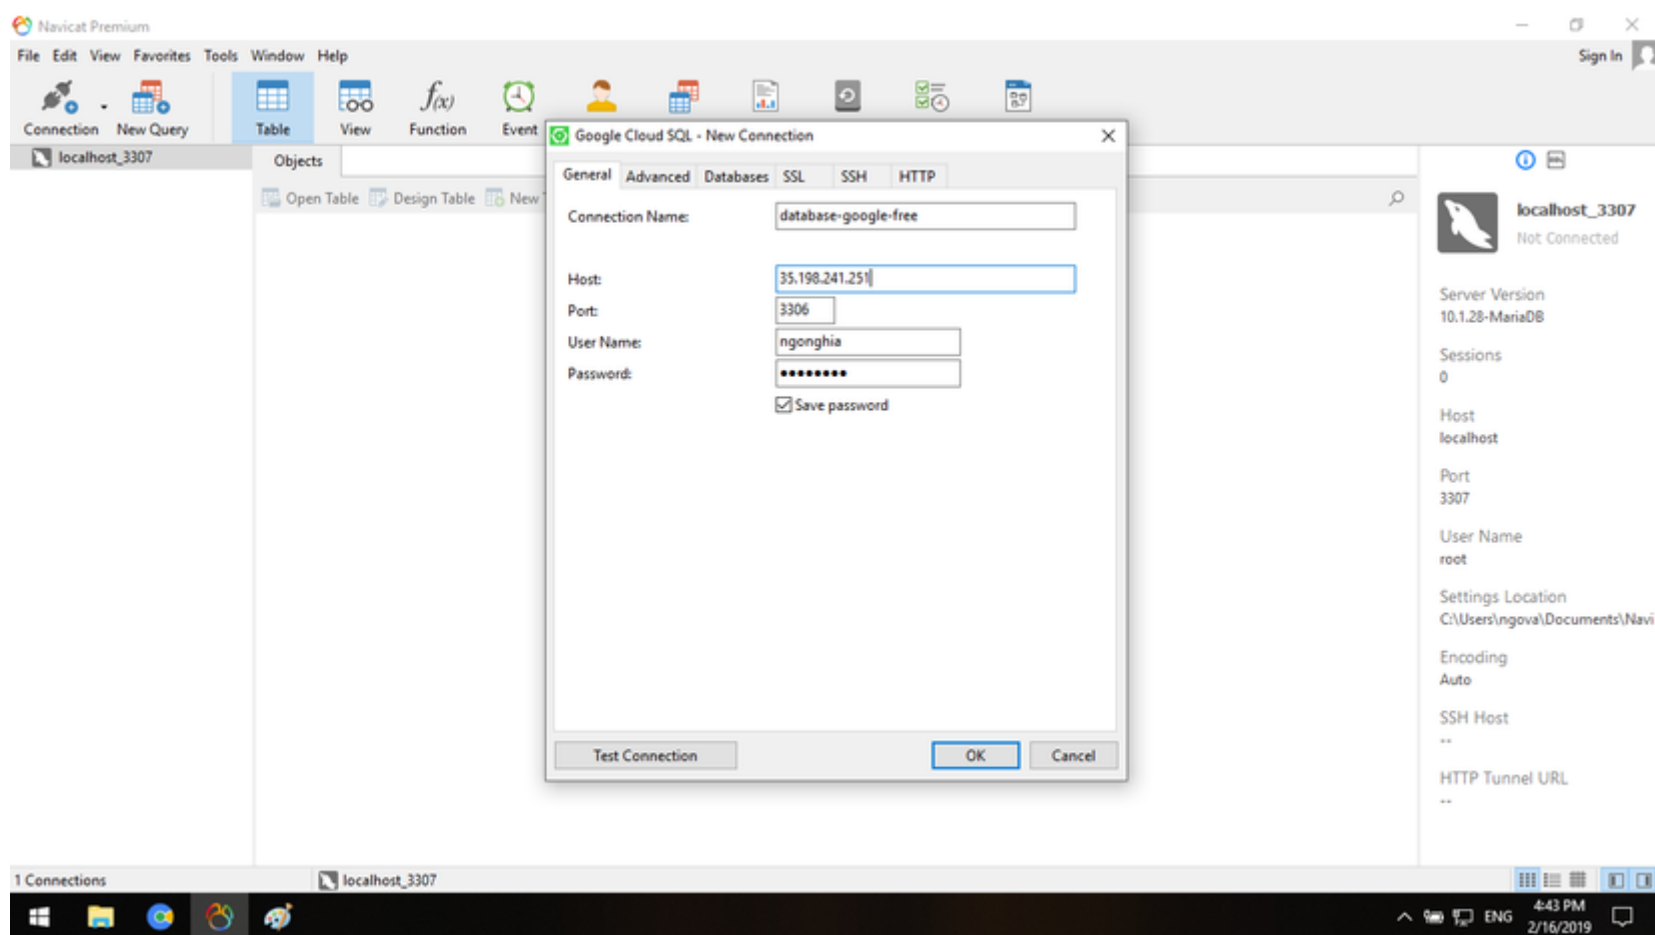 Navicat Premium
File Edit View Favorites Tools Window Help
Sign In
Connection New Query Table View Function Event
f(x)
localhost_3307
Objects
Open Table Design Table New
Google Cloud SQL - New Connection
General Advanced Databases SSL SSH HTTP
Connection Name: database-google-free
Host: 35.198.241.251
Port: 3306
User Name: ngonghia
Password: ••••••••
Save password
Test Connection OK Cancel
localhost_3307
Not Connected
Server Version
10.1.28-MariaDB
Sessions
0
Host
localhost
Port
3307
User Name
root
Settings Location
C:\Users\ngova\Documents\Navi
Encoding
Auto
SSH Host
--
HTTP Tunnel URL
--
1 Connections
localhost_3307
ENG
4:43 PM
2/16/2019